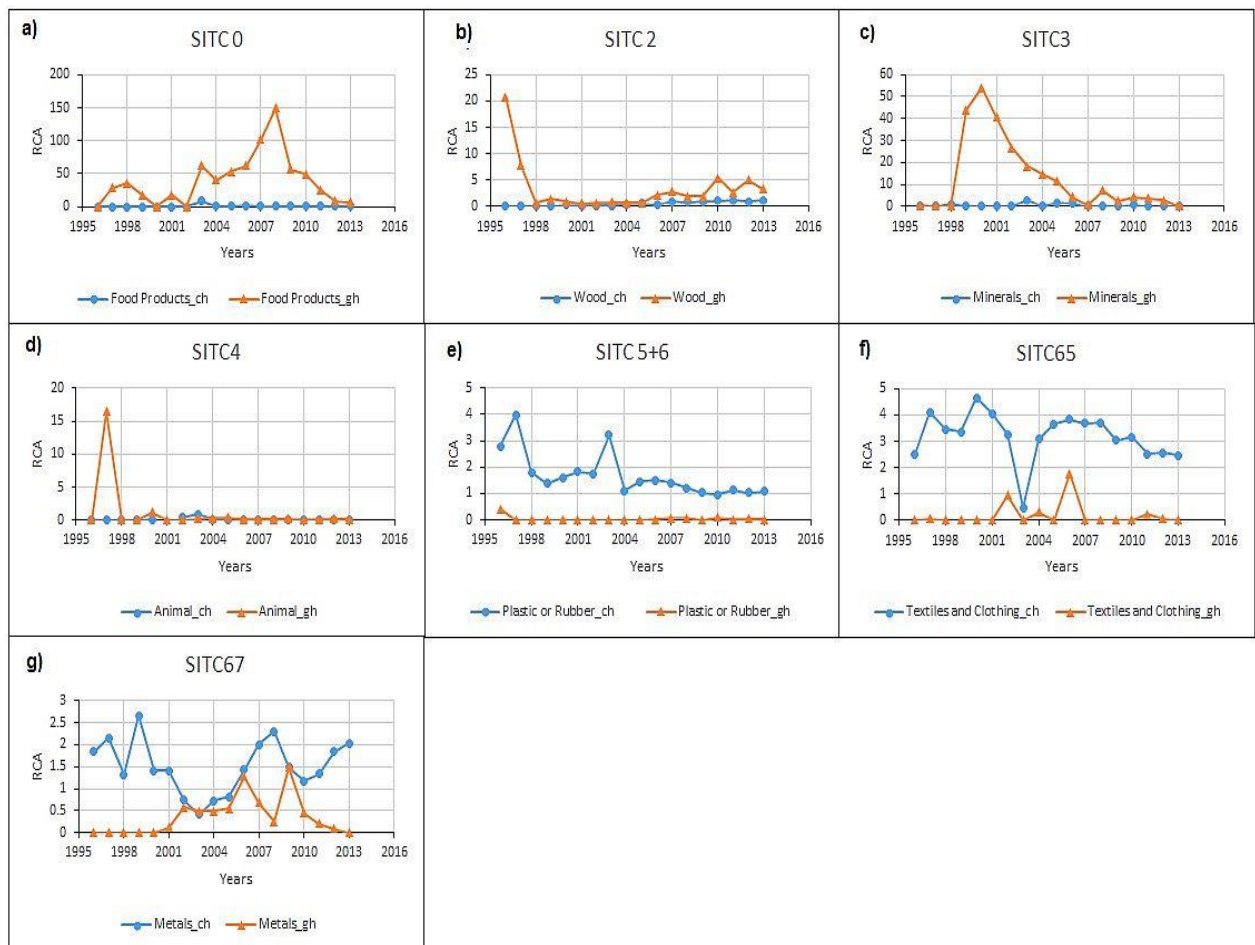 a)
SITC 0
200
150
100
50
0
RCA
1995 1998 2001 2004 2007 2010 2013 2016
Years
Food Products_ch Food Products_gh
b)
SITC 2
25
20
15
10
5
0
RCA
1995 1998 2001 2004 2007 2010 2013 2016
Years
Wood_ch Wood_gh
c)
SITC3
60
50
40
30
20
10
0
RCA
1995 1998 2001 2004 2007 2010 2013 2016
Years
Minerals_ch Minerals_gh
d)
SITC4
20
15
10
5
0
RCA
1995 1998 2001 2004 2007 2010 2013 2016
Years
Animal_ch Animal_gh
e)
SITC 5+6
5
4
3
2
1
0
RCA
1995 1998 2001 2004 2007 2010 2013 2016
Years
Plastic or Rubber_ch Plastic or Rubber_gh
f)
SITC65
5
4
3
2
1
0
RCA
1995 1998 2001 2004 2007 2010 2013 2016
Years
Textiles and Clothing_ch Textiles and Clothing_gh
g)
SITC67
3
2.5
2
1.5
1
0.5
0
RCA
1995 1998 2001 2004 2007 2010 2013 2016
Years
Metals_ch Metals_gh